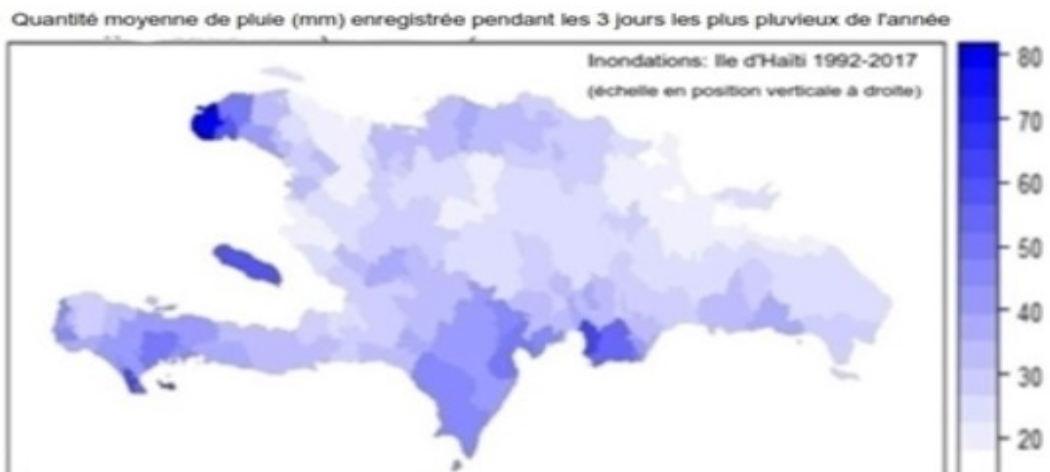 Quantité moyenne de pluie (mm) enregistrée pendant les 3 jours les plus pluvieux de l'année
Inondations: Ile d'Haïti 1992-2017
(échelle en position verticale à droite)
80
70
60
50
40
30
20